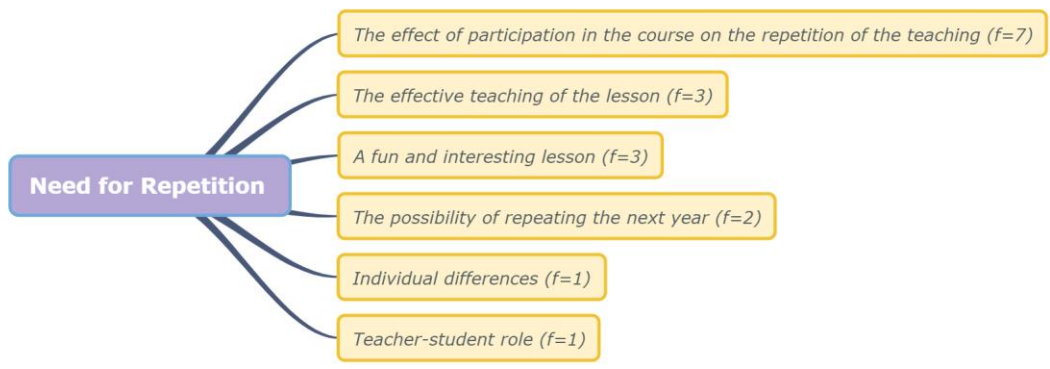 The effect of participation in the course on the repetition of the teaching (f=7)
The effective teaching of the lesson (f=3)
A fun and interesting lesson (f=3)
Need for Repetition
The possibility of repeating the next year (f=2)
Individual differences (f=1)
Teacher-student role (f=1)